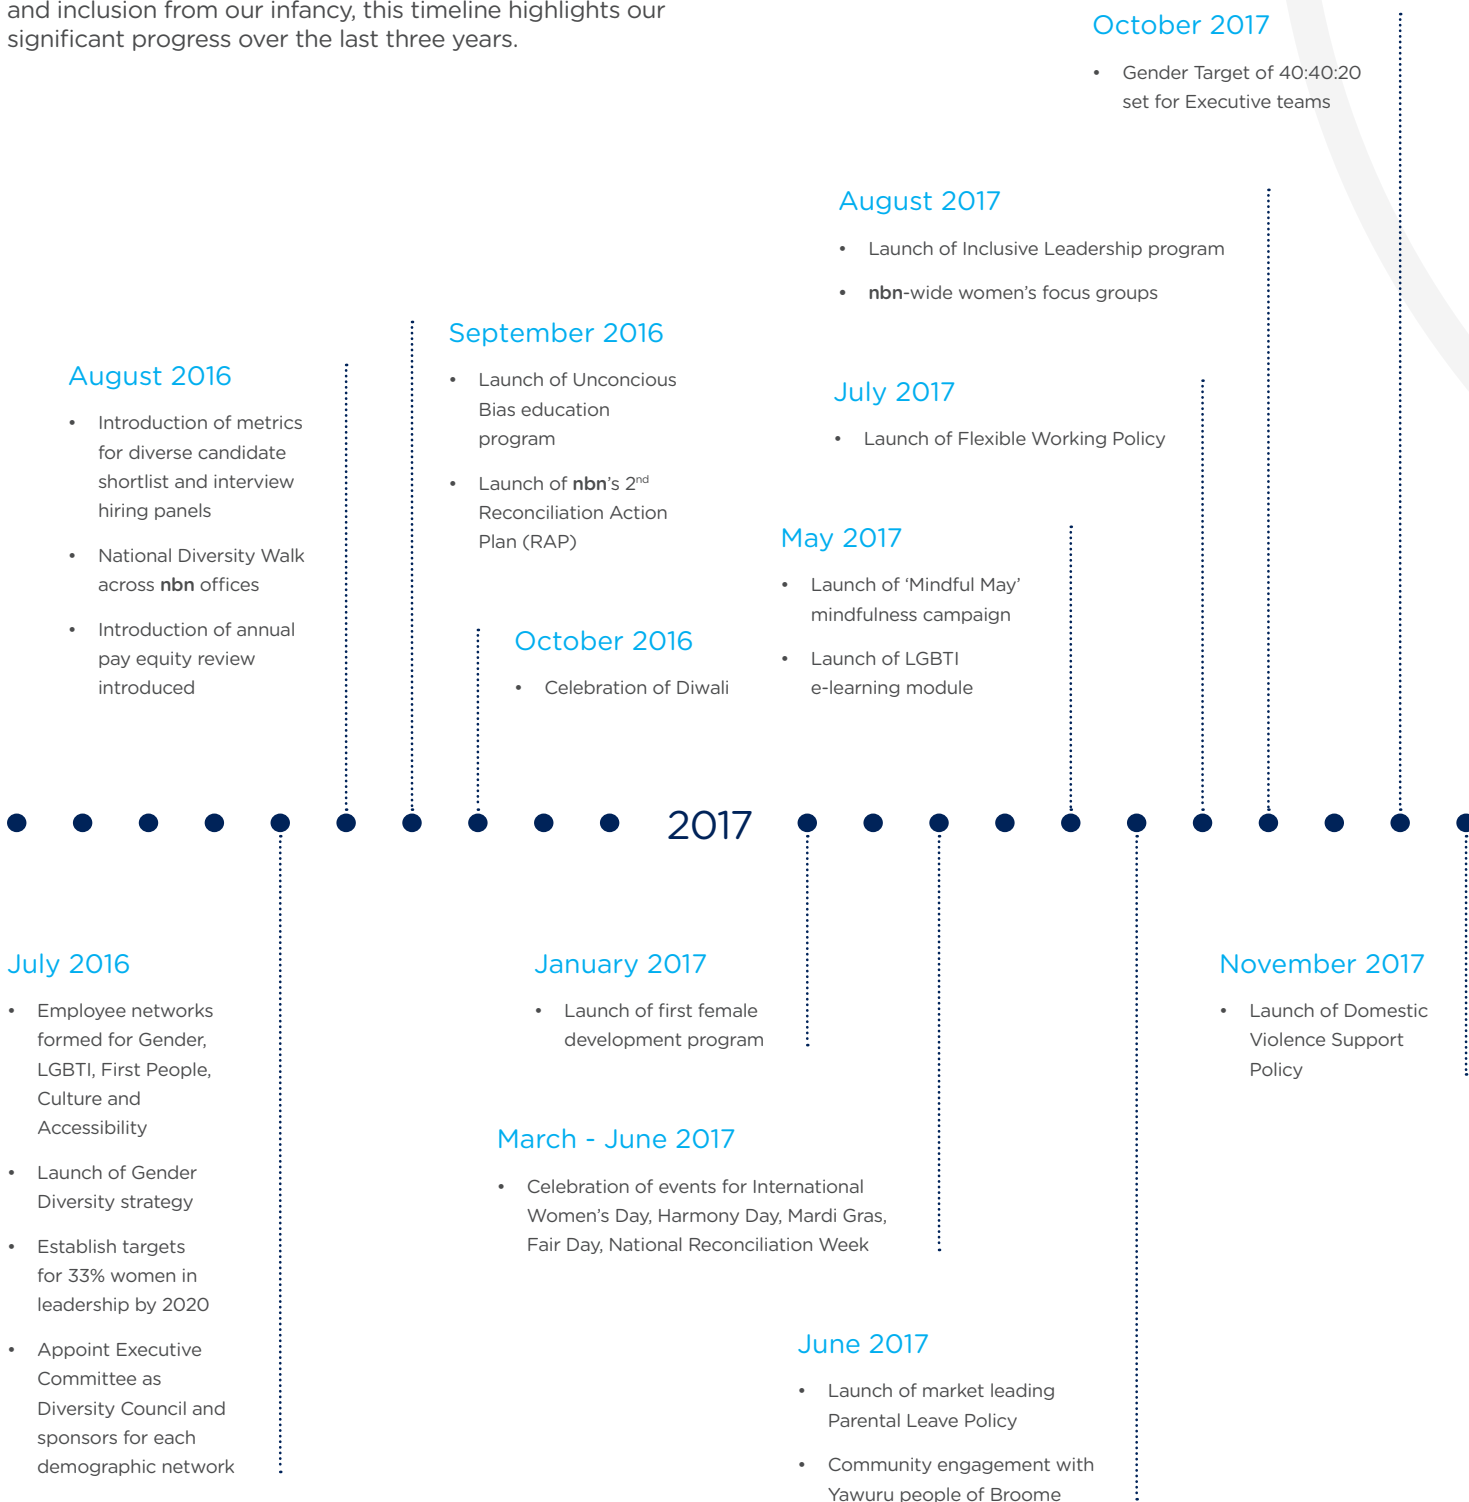 and inclusion from our infancy, this timeline highlights our
significant progress over the last three years.
July 2016
• Employee networks
formed for Gender,
LGBTI, First People,
Culture and
Accessibility
• Launch of Gender
Diversity strategy
• Establish targets
for 33% women in
leadership by 2020
• Appoint Executive
Committee as
Diversity Council and
sponsors for each
demographic network
August 2016
• Introduction of metrics
for diverse candidate
shortlist and interview
hiring panels
• National Diversity Walk
across nbn offices
• Introduction of annual
pay equity review
introduced
September 2016
• Launch of Unconcious
Bias education
program
• Launch of nbn's 2nd
Reconciliation Action
Plan (RAP)
October 2016
• Celebration of Diwali
2017
January 2017
• Launch of first female
development program
March - June 2017
• Celebration of events for International
Women's Day, Harmony Day, Mardi Gras,
Fair Day, National Reconciliation Week
May 2017
• Launch of 'Mindful May'
mindfulness campaign
• Launch of LGBTI
e-learning module
June 2017
• Launch of market leading
Parental Leave Policy
• Community engagement with
Yawuru people of Broome
July 2017
• Launch of Flexible Working Policy
August 2017
• Launch of Inclusive Leadership program
• nbn-wide women's focus groups
October 2017
• Gender Target of 40:40:20
set for Executive teams
November 2017
• Launch of Domestic
Violence Support
Policy